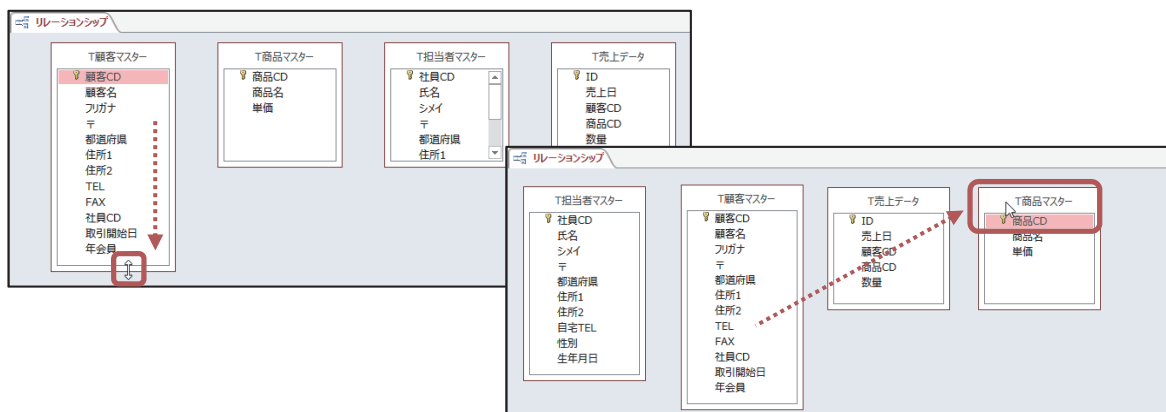 リレーションシップ
T顧客マスター
顧客CD
顧客名
フリガナ
〒
都道府県
住所1
住所2
TEL
FAX
社員CD
取引開始日
年会員
T商品マスター
商品CD
商品名
単価
T担当者マスター
社員CD
氏名
シメイ
〒
都道府県
住所1
T売上データ
ID
売上日
顧客CD
商品CD
数量
リレーションシップ
T担当者マスター
社員CD
氏名
シメイ
〒
都道府県
住所1
住所2
自宅TEL
性別
生年月日
T顧客マスター
顧客CD
顧客名
フリガナ
〒
都道府県
住所1
住所2
TEL
FAX
社員CD
取引開始日
年会員
T売上データ
ID
売上日
顧客CD
商品CD
数量
T商品マスター
商品CD
商品名
単価